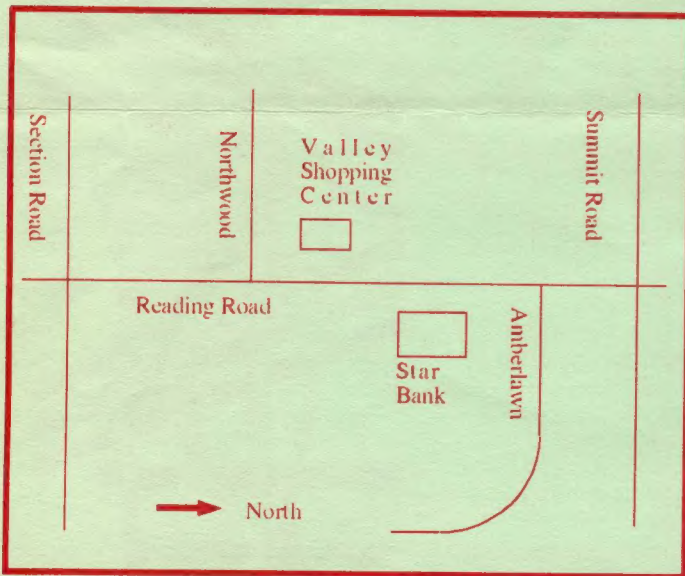 Section Road
Northwood
Valley
Shopping
Center
Summit Road
Reading Road
Star
Bank
Amberlawn
North